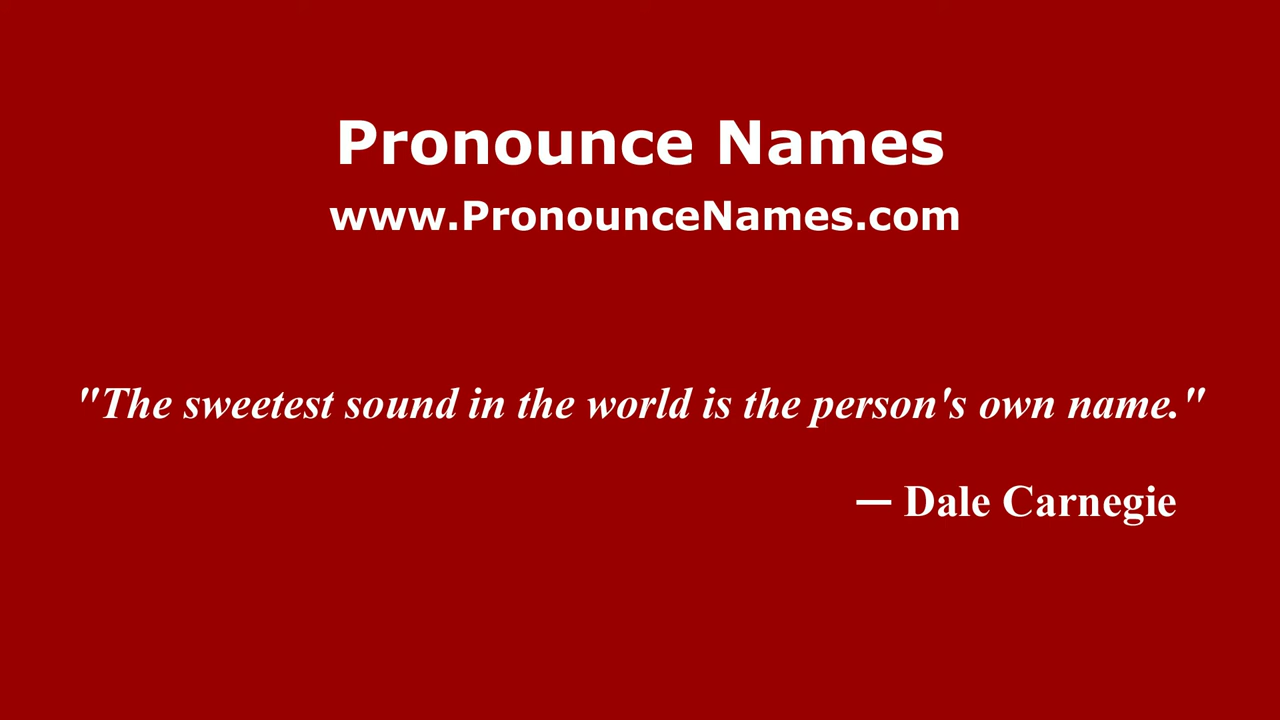 Pronounce Names
www.PronounceNames.com
"The sweetest sound in the world is the person's own name."
— Dale Carnegie